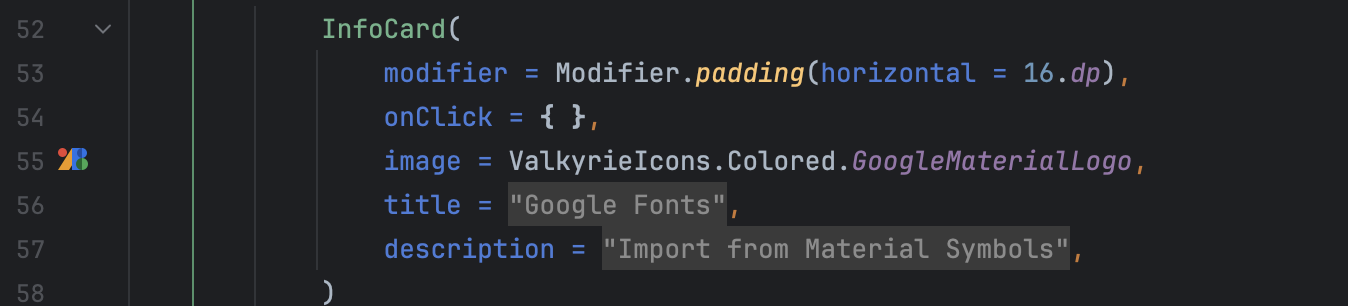 52 InfoCard(
53 modifier = Modifier.padding(horizontal = 16.dp),
54 onClick = { },
55 image = ValkyrieIcons.Colored.GoogleMaterialLogo,
56 title = "Google Fonts",
57 description = "Import from Material Symbols",
58 )